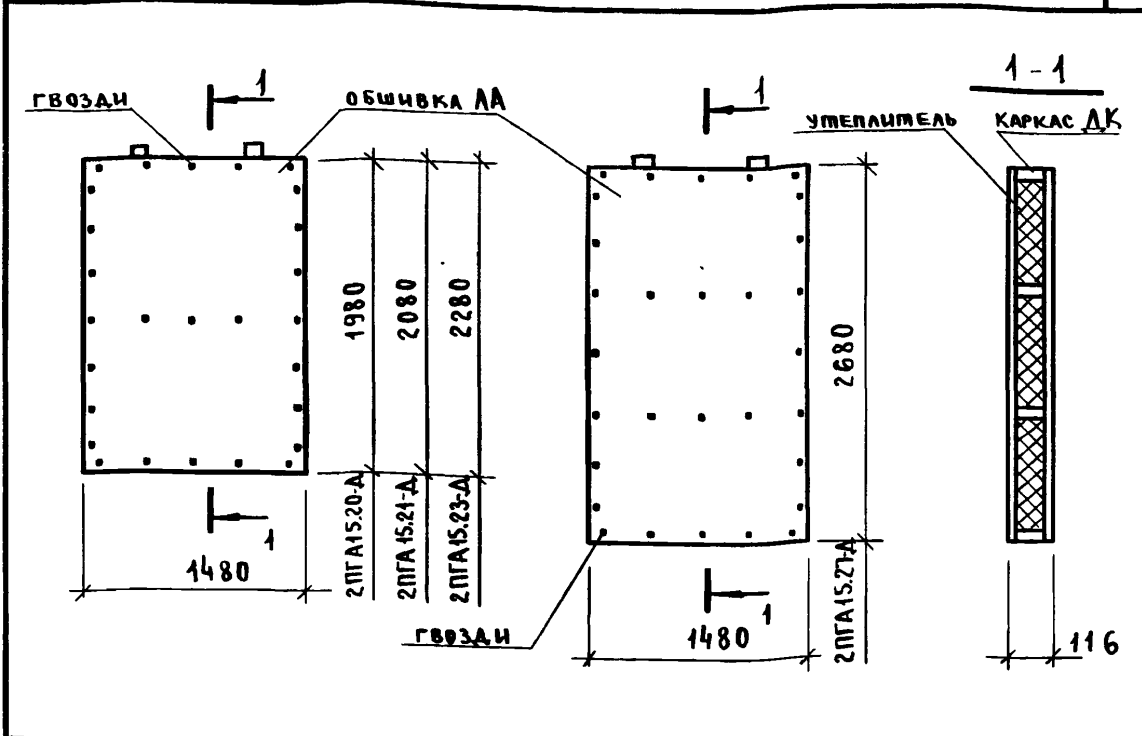 ГВОЗДИ
1
ОБШИВКА ЛА
1
1-1
УТЕПЛИТЕЛЬ
КАРКАС ДК
1980
2080
2280
2680
2ПГА15.20-Д
2ПГА15.21-Д
2ПГА15.23-Д
2ПГА15.27-Д
1
1480
ГВОЗДИ
1
1480
116